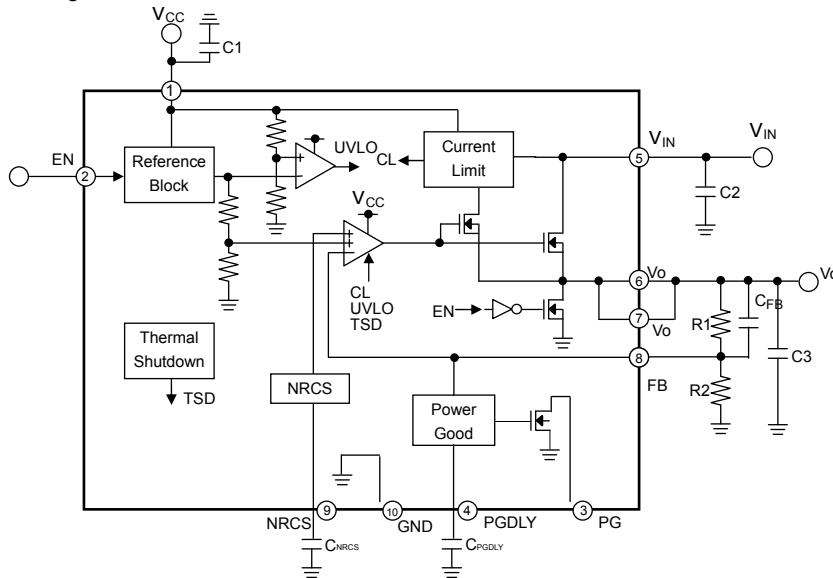 VCC
C1
1
EN
2
Reference
Block
UVLO
CL
Current
Limit
VIN
VIN
5
C2
VCC
CL
UVLO
TSD
EN
6
Vo
Vo
7
Vo
R1
CFB
C3
8
FB
R2
Thermal
Shutdown
TSD
NRCS
Power
Good
NRCS
9
10
GND
4
PGDLY
3
PG
CNRCS
CPGDLY